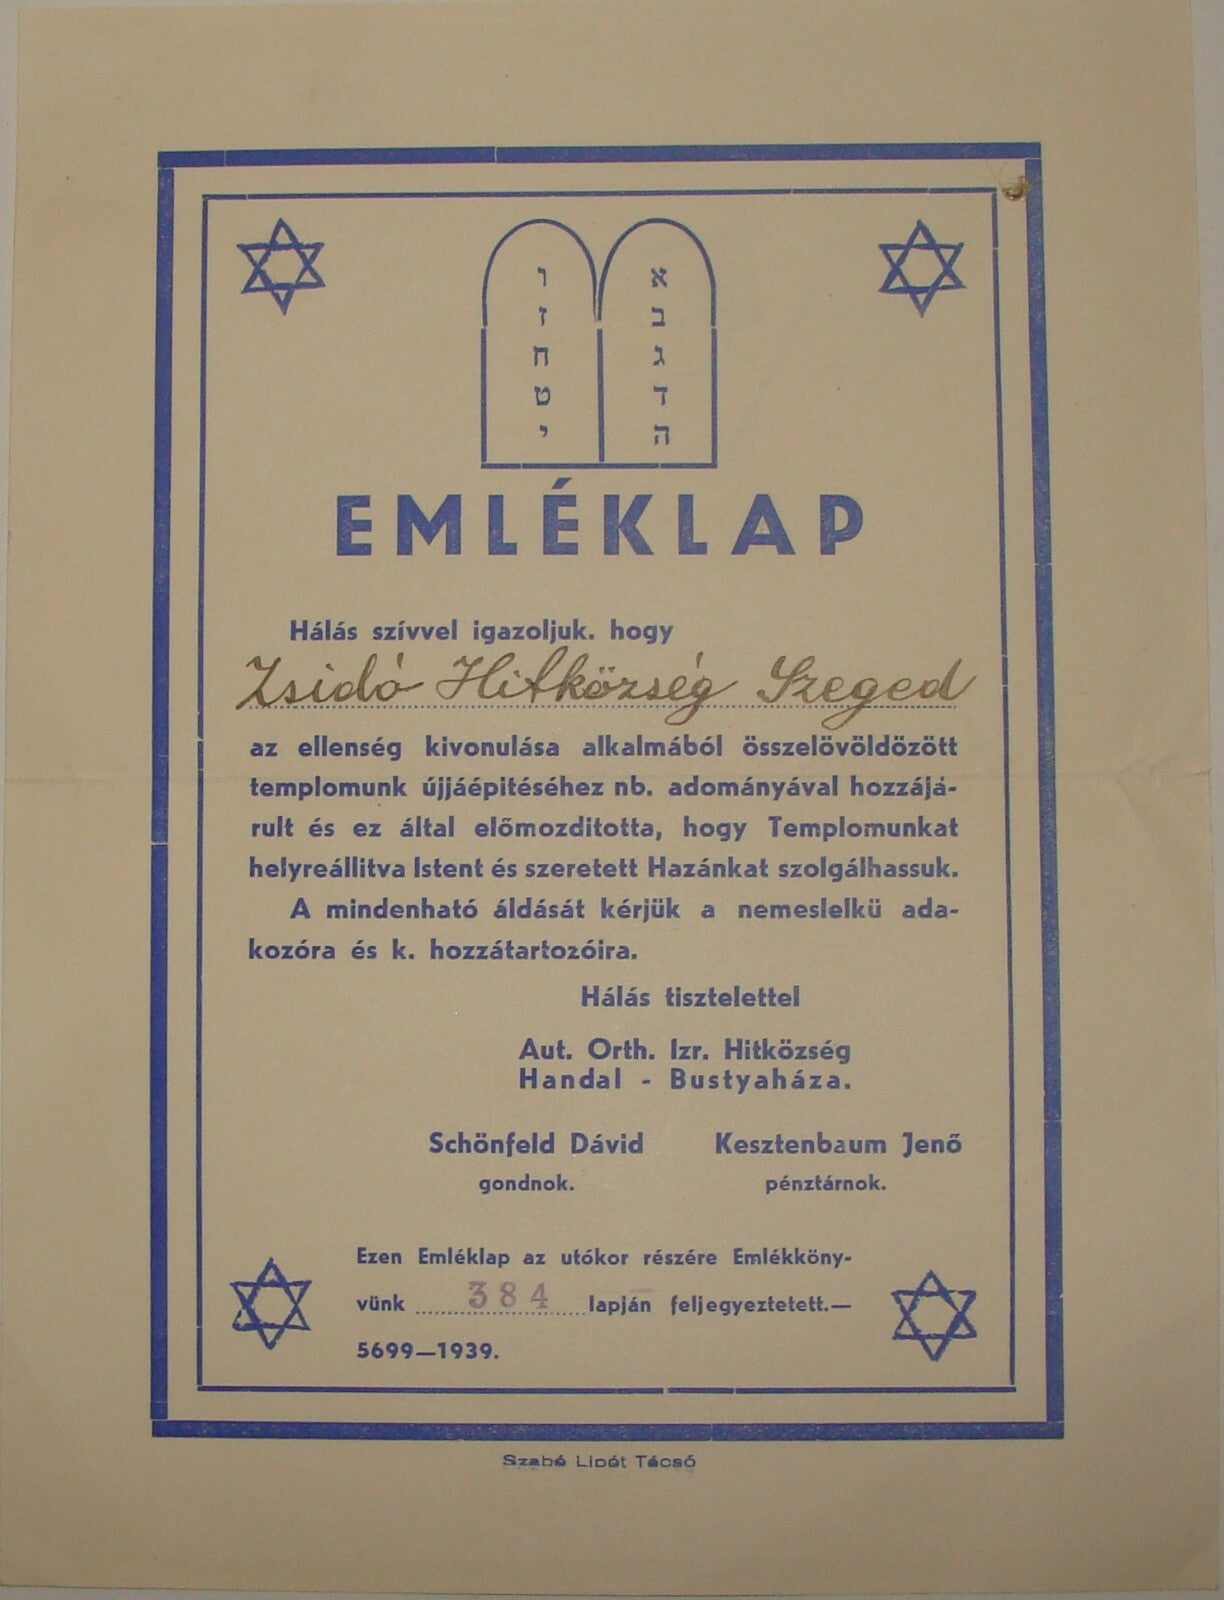 ו א
ז ב
ח ג
ט ד
י ה
EMLÉKLAP
Hálás szívvel igazoljuk. hogy
Zsidó Hitközség Szeged
az ellenség kivonulása alkalmából összelövöldözött
templomunk újjáépitéséhez nb. adományával hozzájá-
rult és ez által előmozditotta, hogy Templomunkat
helyreállitva Istent és szeretett Hazánkat szolgálhassuk.
A mindenható áldását kérjük a nemeslelkü ada-
kozóra és k. hozzátartozóira.
Hálás tisztelettel
Aut. Orth. Izr. Hitközség
Handal - Bustyaháza.
Schönfeld Dávid Kesztenbaum Jenő
gondnok. pénztárnok.
Ezen Emléklap az utókor részére Emlékköny-
vünk 384 lapján feljegyeztetett.—
5699—1939.
Szabó Lipót Técső